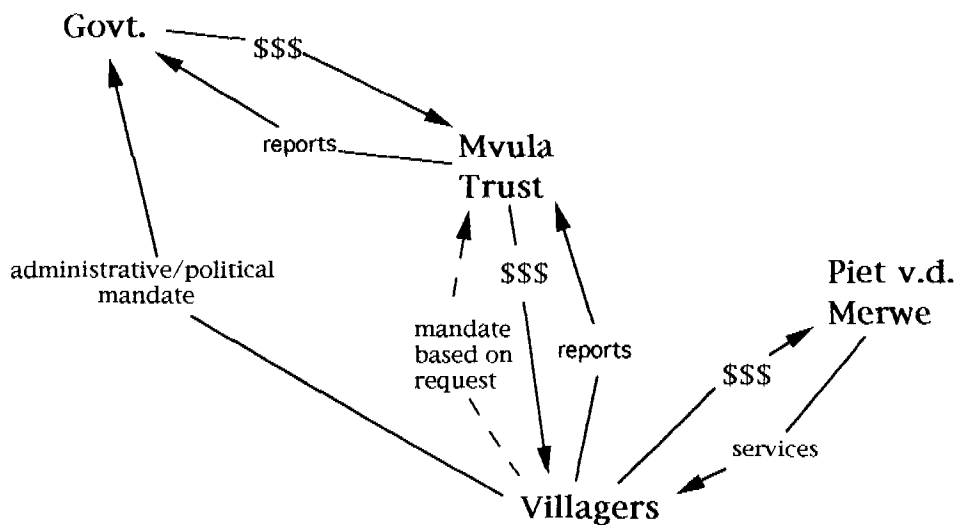 Govt.
$$$
reports
Mvula
Trust
administrative/political
mandate
$$$
mandate
based on
request
reports
Piet v.d.
Merwe
$$$
services
Villagers